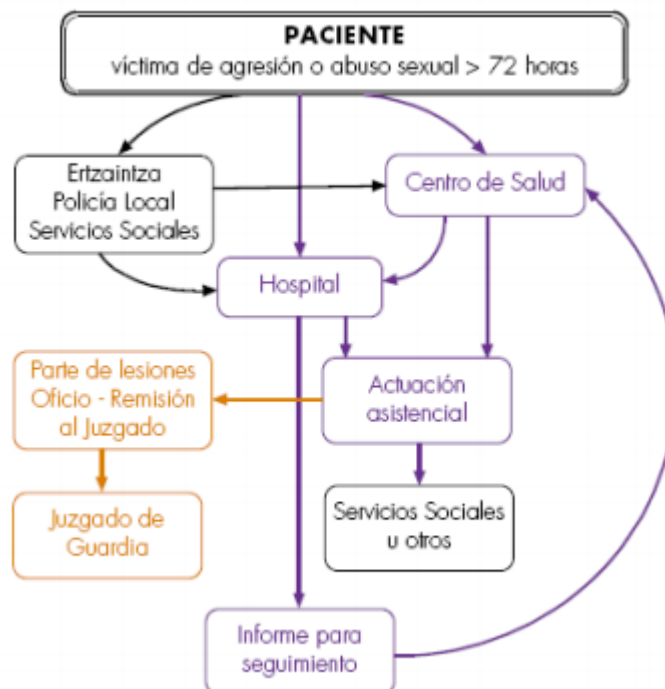 PACIENTE
víctima de agresión o abuso sexual > 72 horas
Ertzaintza
Policía Local
Servicios Sociales
Centro de Salud
Hospital
Parte de lesiones
Oficio - Remisión
al Juzgado
Actuación
asistencial
Juzgado de
Guardia
Servicios Sociales
u otros
Informe para
seguimiento